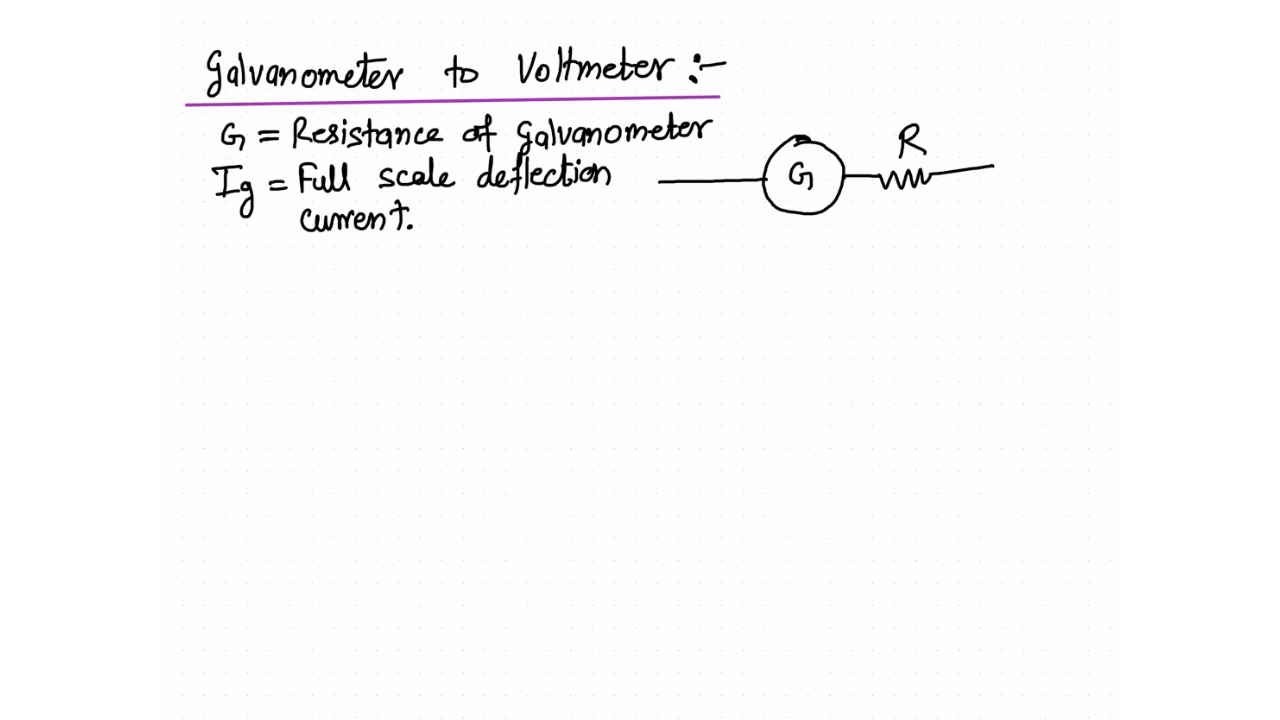 Galvanometer to Voltmeter :-
G = Resistance of galvanometer
Ig = Full scale deflection
current.
R
G